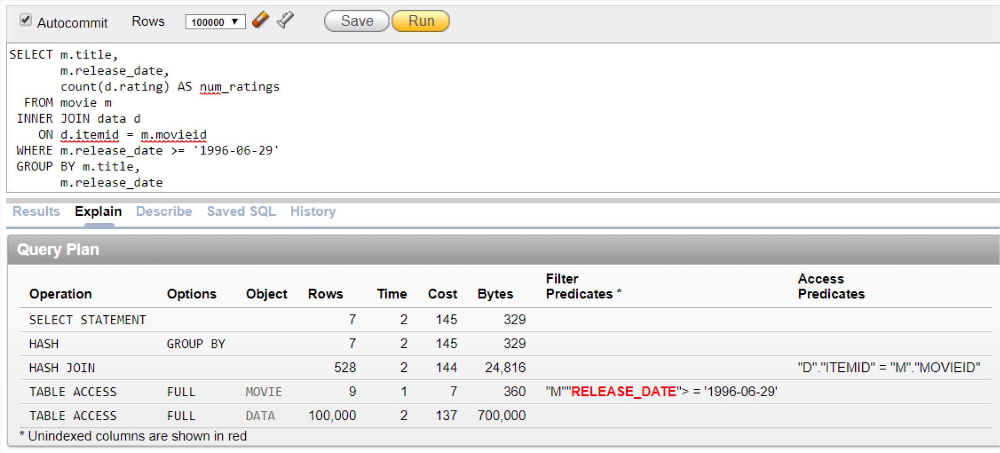 Autocommit Rows 100000 ▼ Save Run
SELECT m.title,
m.release_date,
count(d.rating) AS num_ratings
FROM movie m
INNER JOIN data d
ON d.itemid = m.movieid
WHERE m.release_date >= '1996-06-29'
GROUP BY m.title,
m.release_date
Results Explain Describe Saved SQL History
Query Plan
Operation Options Object Rows Time Cost Bytes Filter Predicates * Access Predicates
SELECT STATEMENT 7 2 145 329
HASH GROUP BY 7 2 145 329
HASH JOIN 528 2 144 24,816 "D"."ITEMID" = "M"."MOVIEID"
TABLE ACCESS FULL MOVIE 9 1 7 360 "M""RELEASE_DATE"> = '1996-06-29'
TABLE ACCESS FULL DATA 100,000 2 137 700,000
* Unindexed columns are shown in red